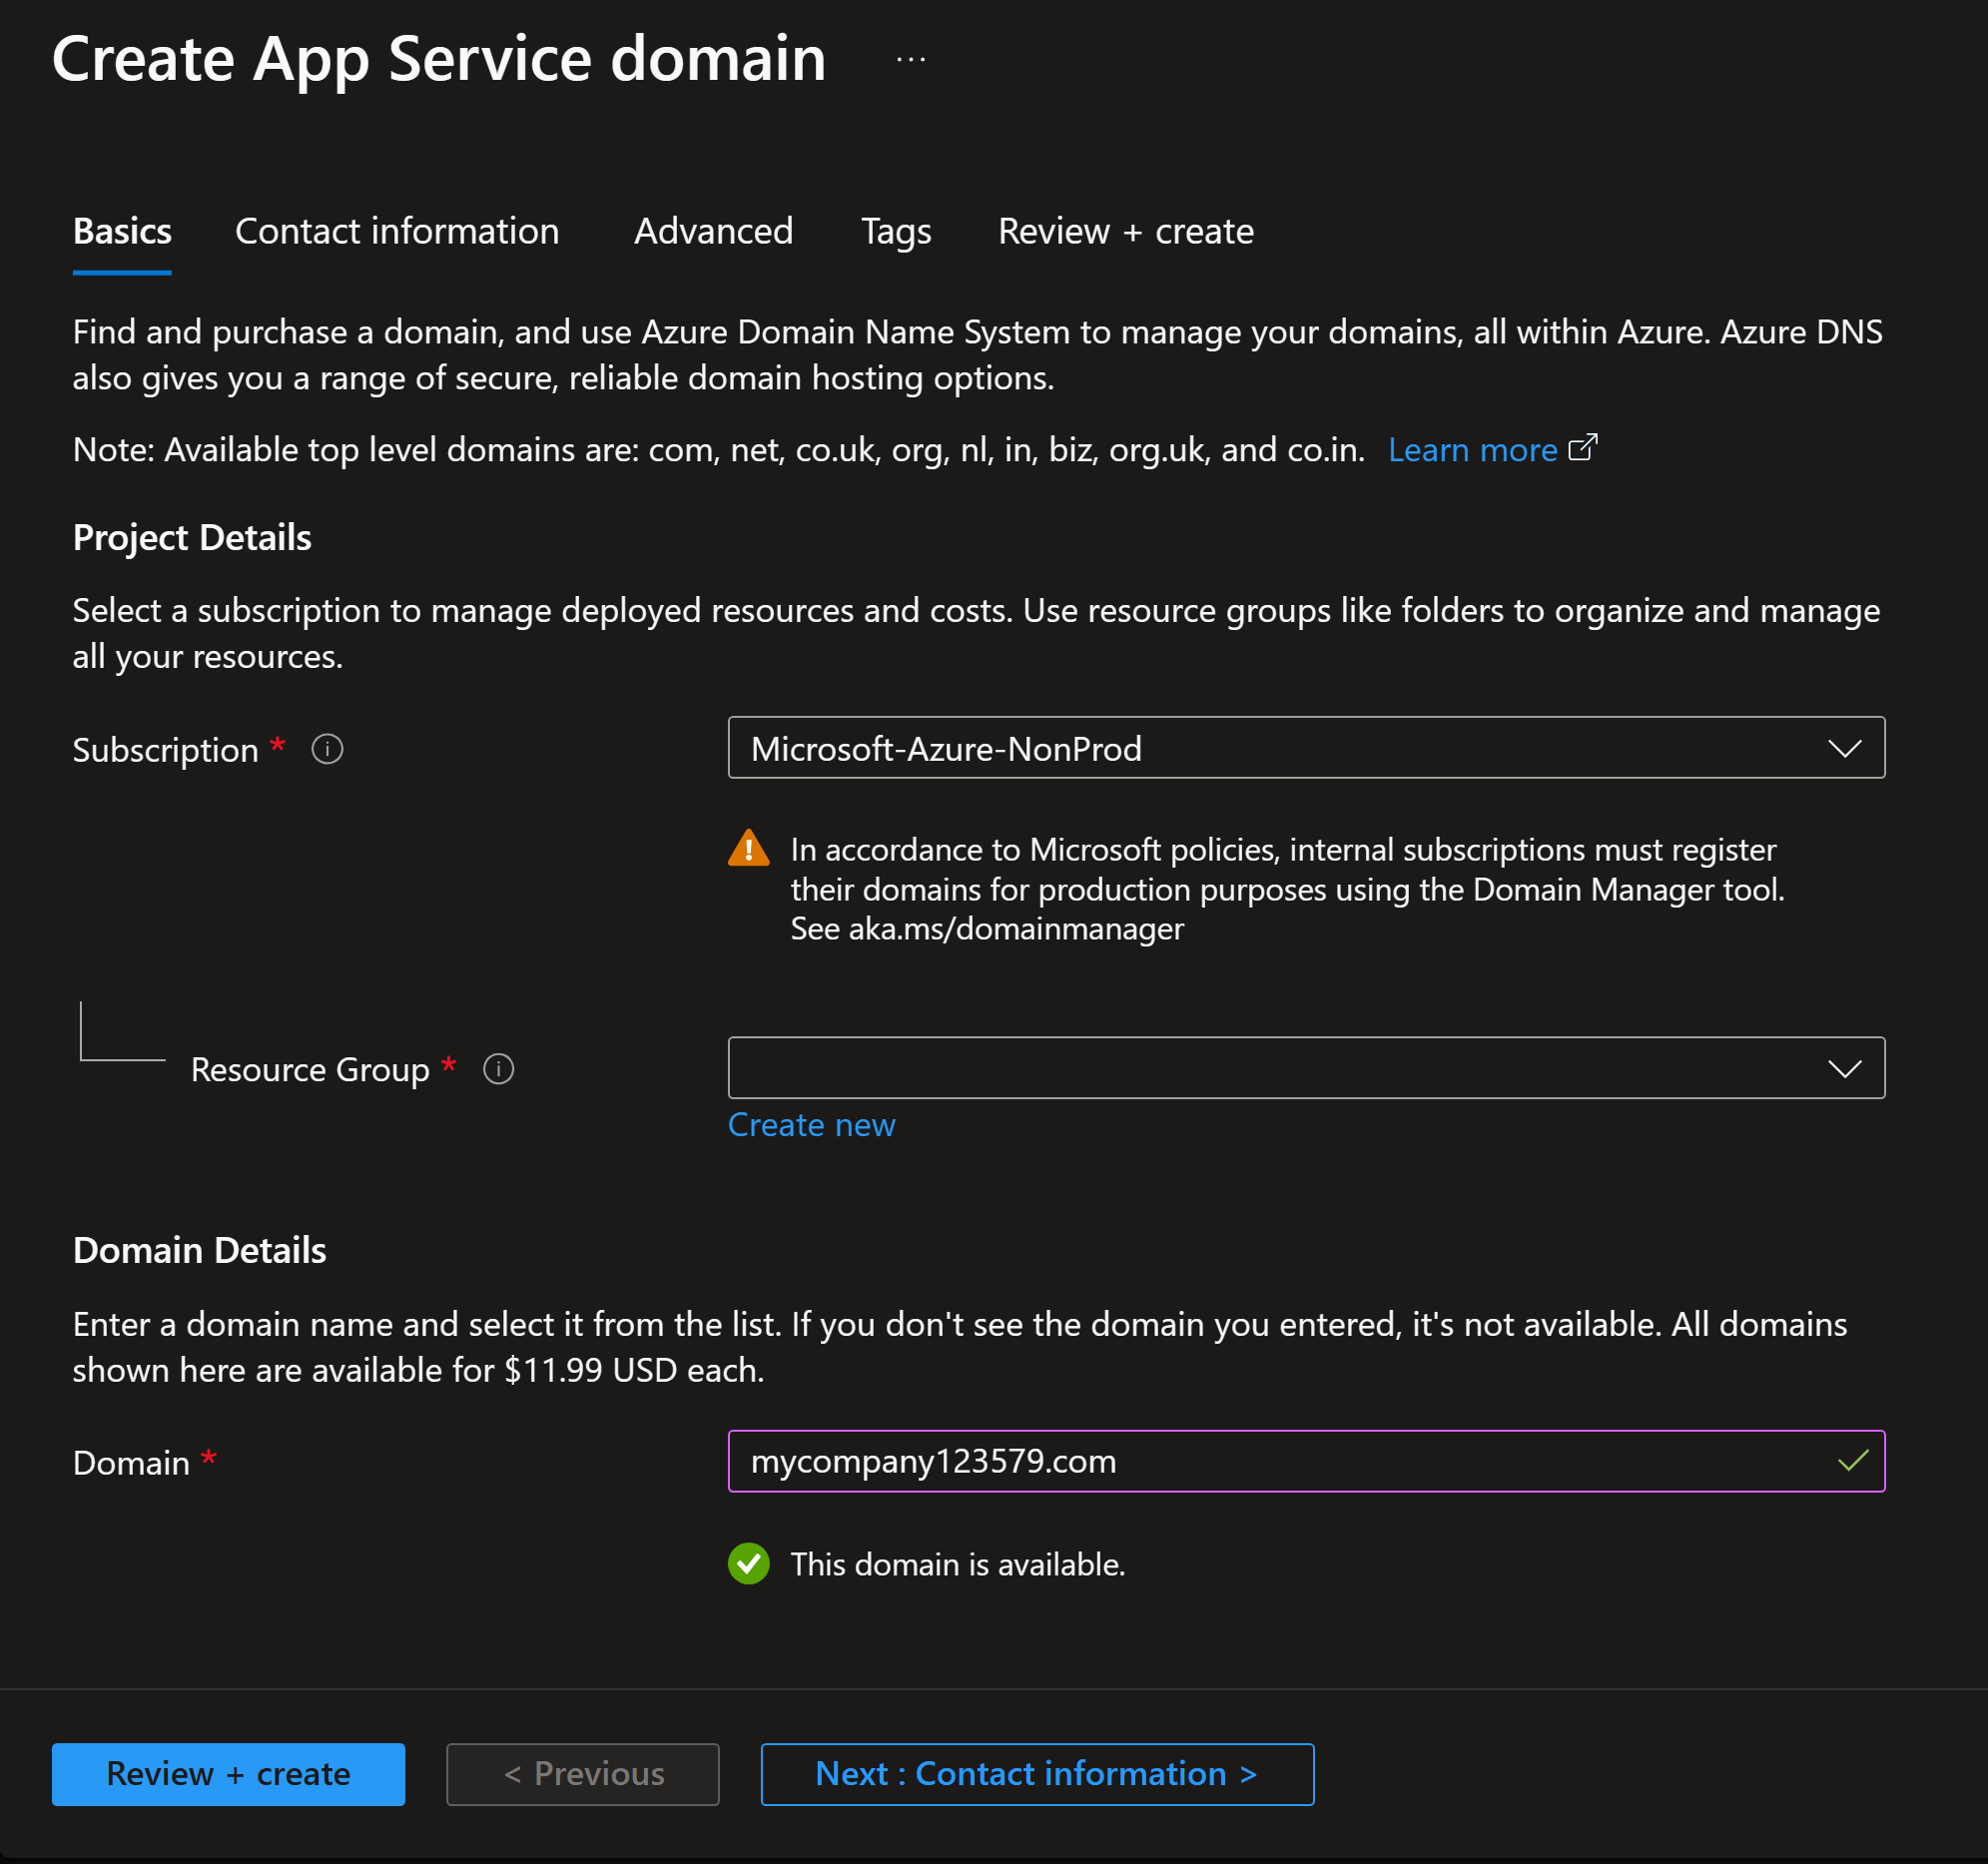 Create App Service domain ...
Basics Contact information Advanced Tags Review + create
Find and purchase a domain, and use Azure Domain Name System to manage your domains, all within Azure. Azure DNS
also gives you a range of secure, reliable domain hosting options.
Note: Available top level domains are: com, net, co.uk, org, nl, in, biz, org.uk, and co.in. Learn more
Project Details
Select a subscription to manage deployed resources and costs. Use resource groups like folders to organize and manage
all your resources.
Subscription * i
Microsoft-Azure-NonProd
In accordance to Microsoft policies, internal subscriptions must register
their domains for production purposes using the Domain Manager tool.
See aka.ms/domainmanager
Resource Group * i
Create new
Domain Details
Enter a domain name and select it from the list. If you don't see the domain you entered, it's not available. All domains
shown here are available for $11.99 USD each.
Domain *
mycompany123579.com
This domain is available.
Review + create
< Previous
Next : Contact information >